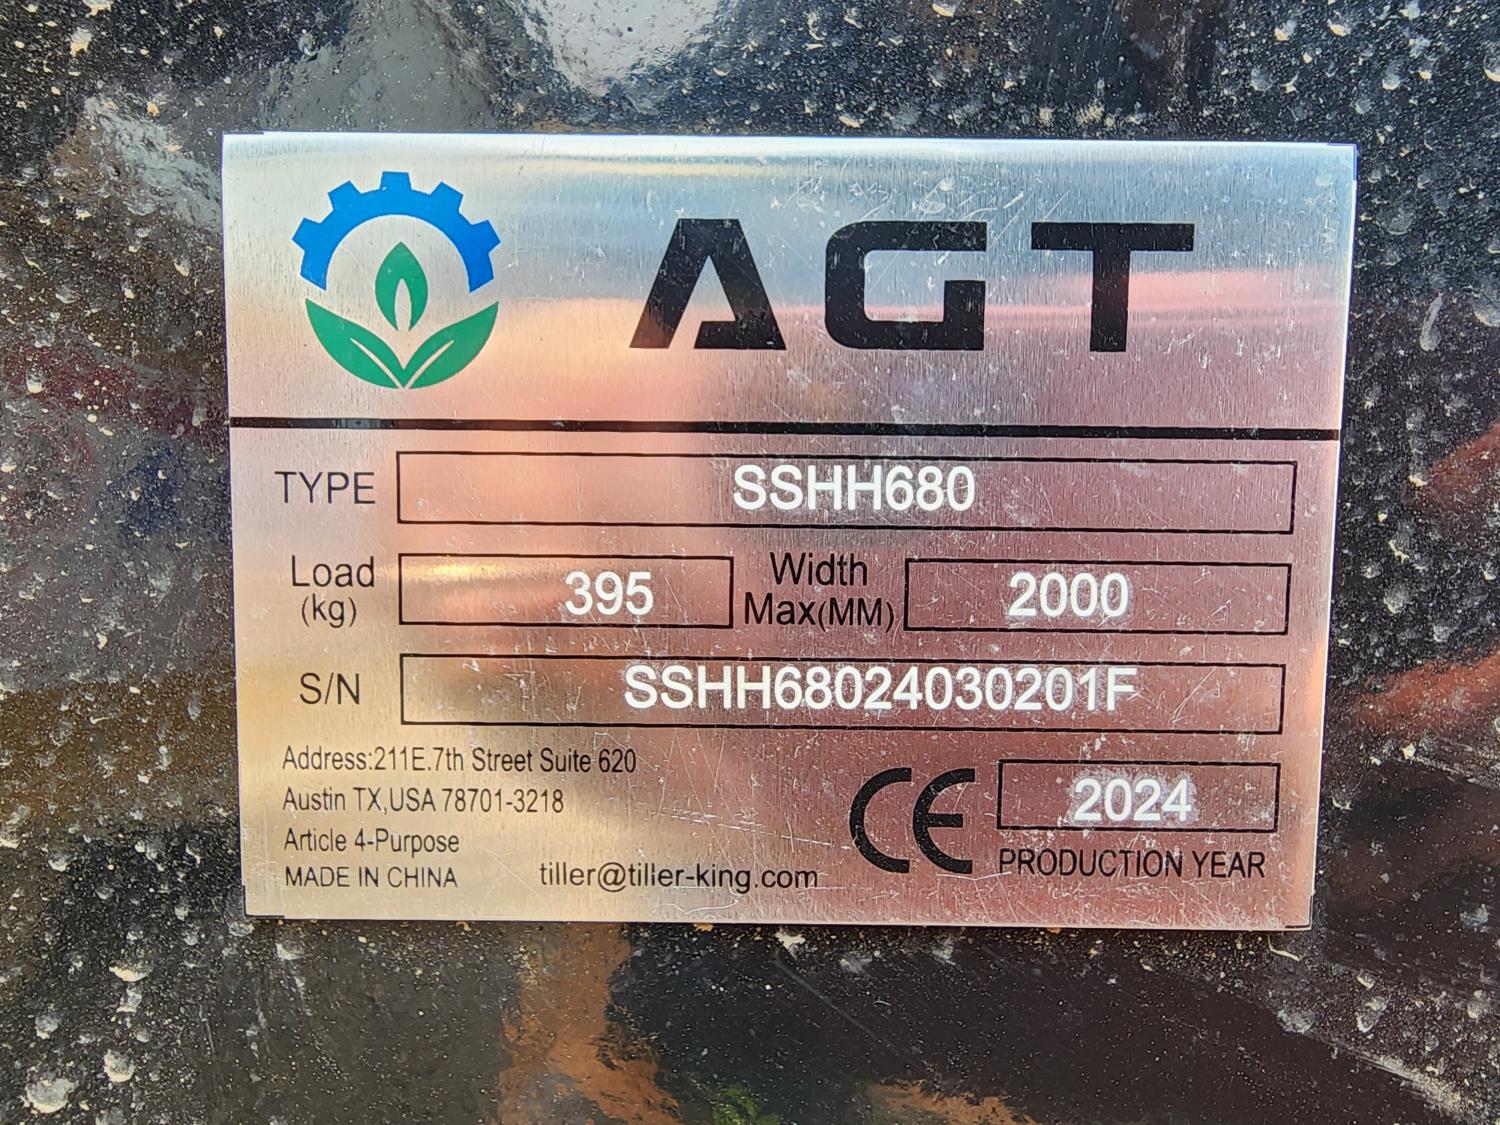 AGT
TYPE SSHH680
Load (kg) 395 Width Max(MM) 2000
S/N SSHH68024030201F
Address:211E.7th Street Suite 620
Austin TX,USA 78701-3218
Article 4-Purpose
MADE IN CHINA
tiller@tiller-king.com
CE
2024
PRODUCTION YEAR